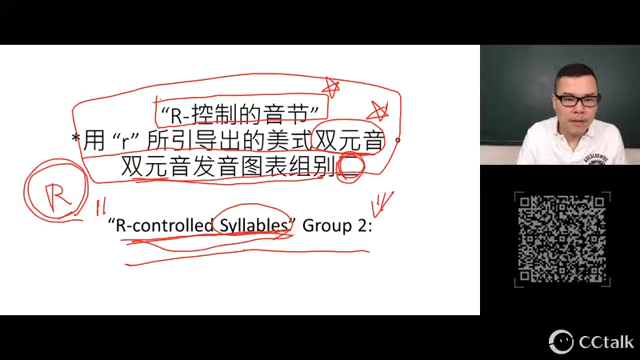 “R-控制的音节”
*用 “r” 所引导出的美式双元音
双元音发音图表组别二
R
“R-controlled Syllables” Group 2:
CCtalk